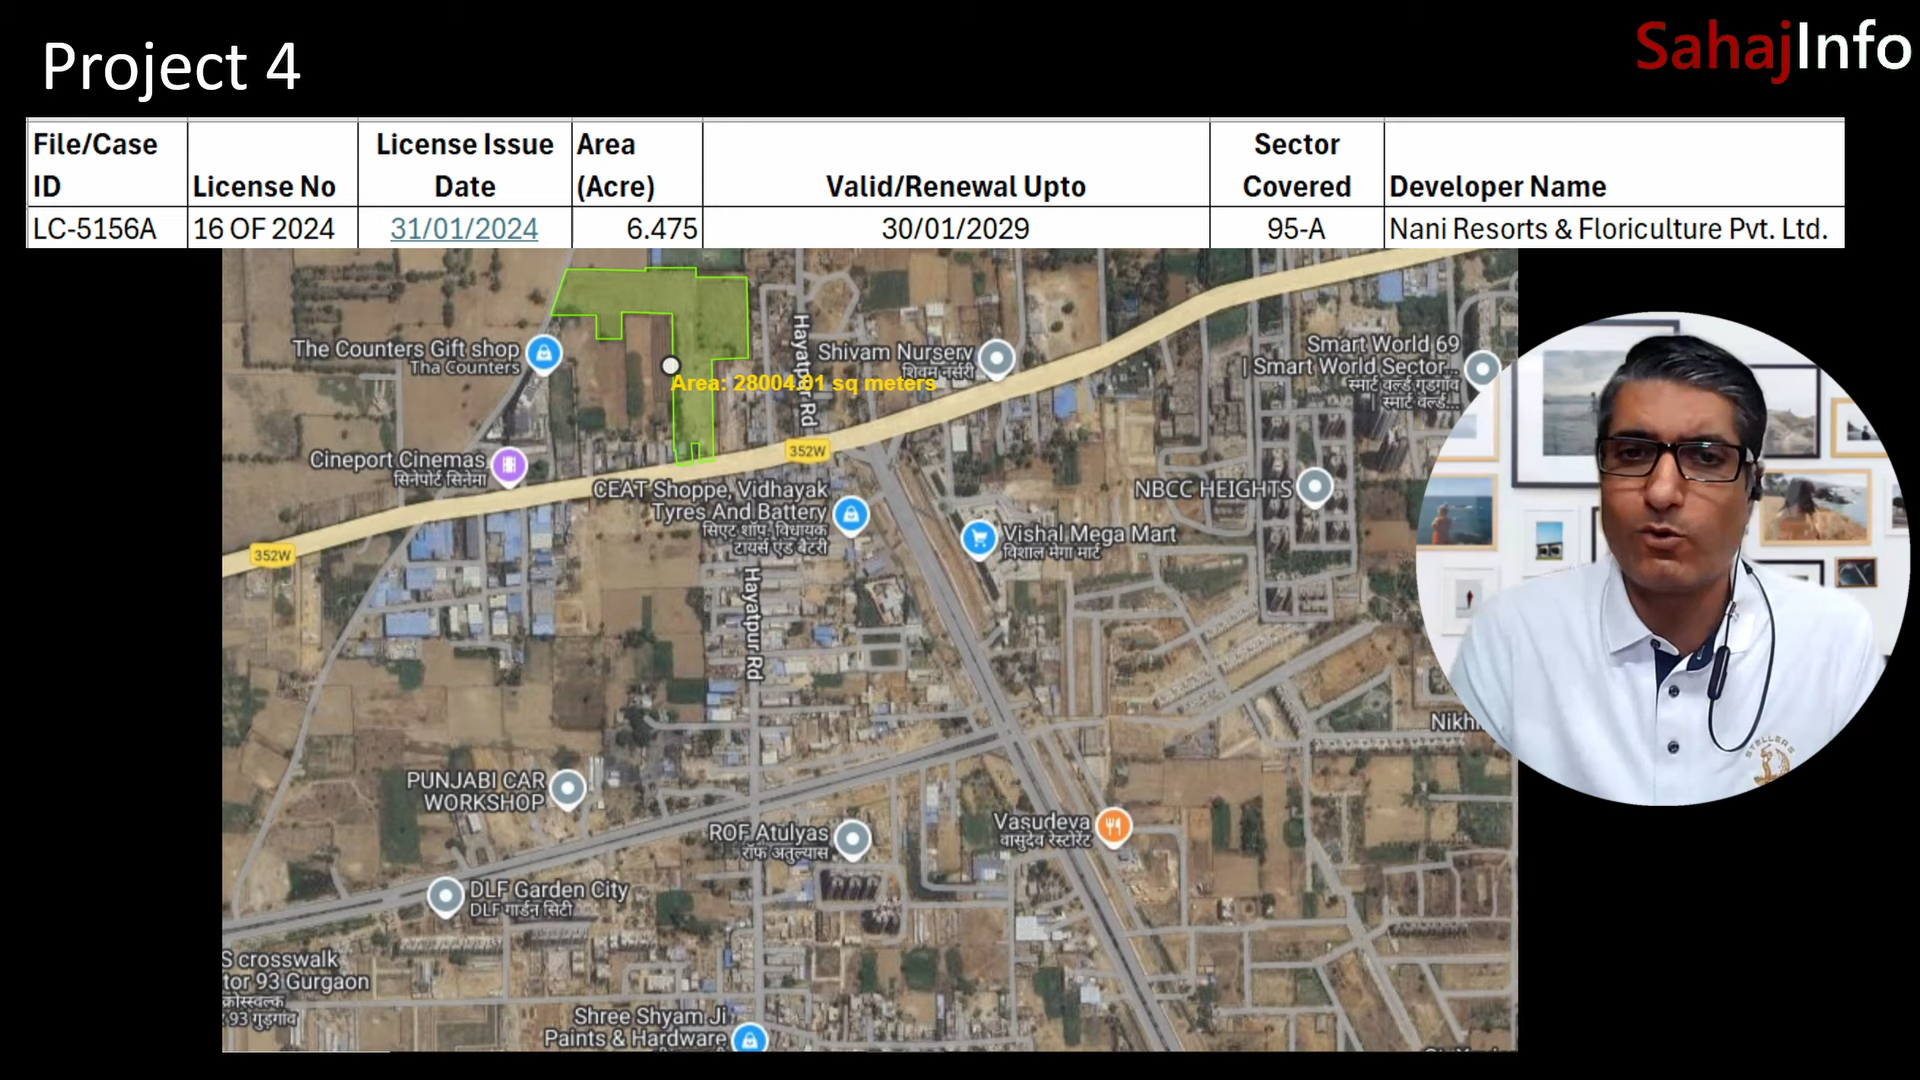 Project 4
SahajInfo
File/Case ID
License No
License Issue Date
Area (Acre)
Valid/Renewal Upto
Sector Covered
Developer Name
LC-5156A
16 OF 2024
31/01/2024
6.475
30/01/2029
95-A
Nani Resorts & Floriculture Pvt. Ltd.
The Counters Gift shop
Tha Counters
Hayatpur Rd
Shivam Nursery
शिवम नर्सरी
Smart World 69
| Smart World Sector...
स्मार्ट वर्ल्ड गुड़गाँव
| स्मार्ट वर्ल्ड...
Area: 28004.01 sq meters
352W
Cineport Cinemas
सिनेपोर्ट सिनेमा
CEAT Shoppe, Vidhayak
Tyres And Battery
सिएट शॉप, विधायक
टायर्स एंड बैटरी
NBCC HEIGHTS
Vishal Mega Mart
विशाल मेगा मार्ट
352W
Hayatpur Rd
PUNJABI CAR
WORKSHOP
ROF Atulyas
रॉफ अतुल्यास
Vasudeva
वासुदेव रेस्टोरेंट
DLF Garden City
DLF गार्डन सिटी
S crosswalk
tor 93 Gurgaon
क्रोस्स्वल्क
93 गुड़गाँव
Shree Shyam Ji
Paints & Hardware
STELLERS